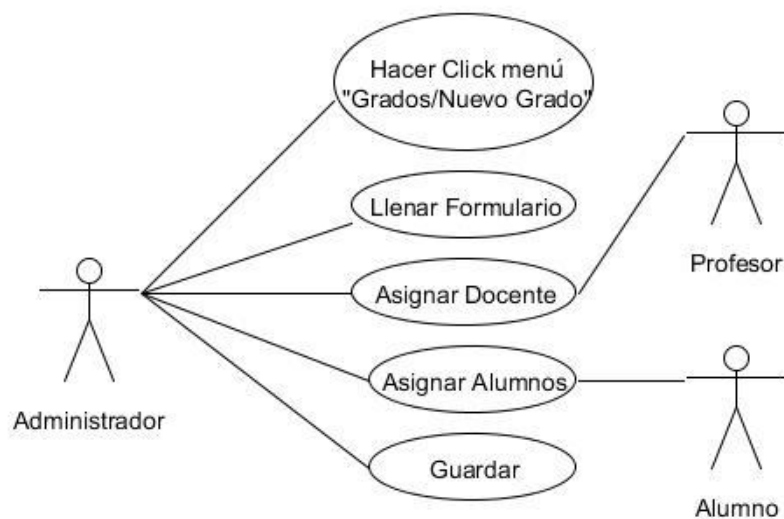 Hacer Click menú
"Grados/Nuevo Grado"
Llenar Formulario
Profesor
Asignar Docente
Asignar Alumnos
Administrador
Guardar
Alumno